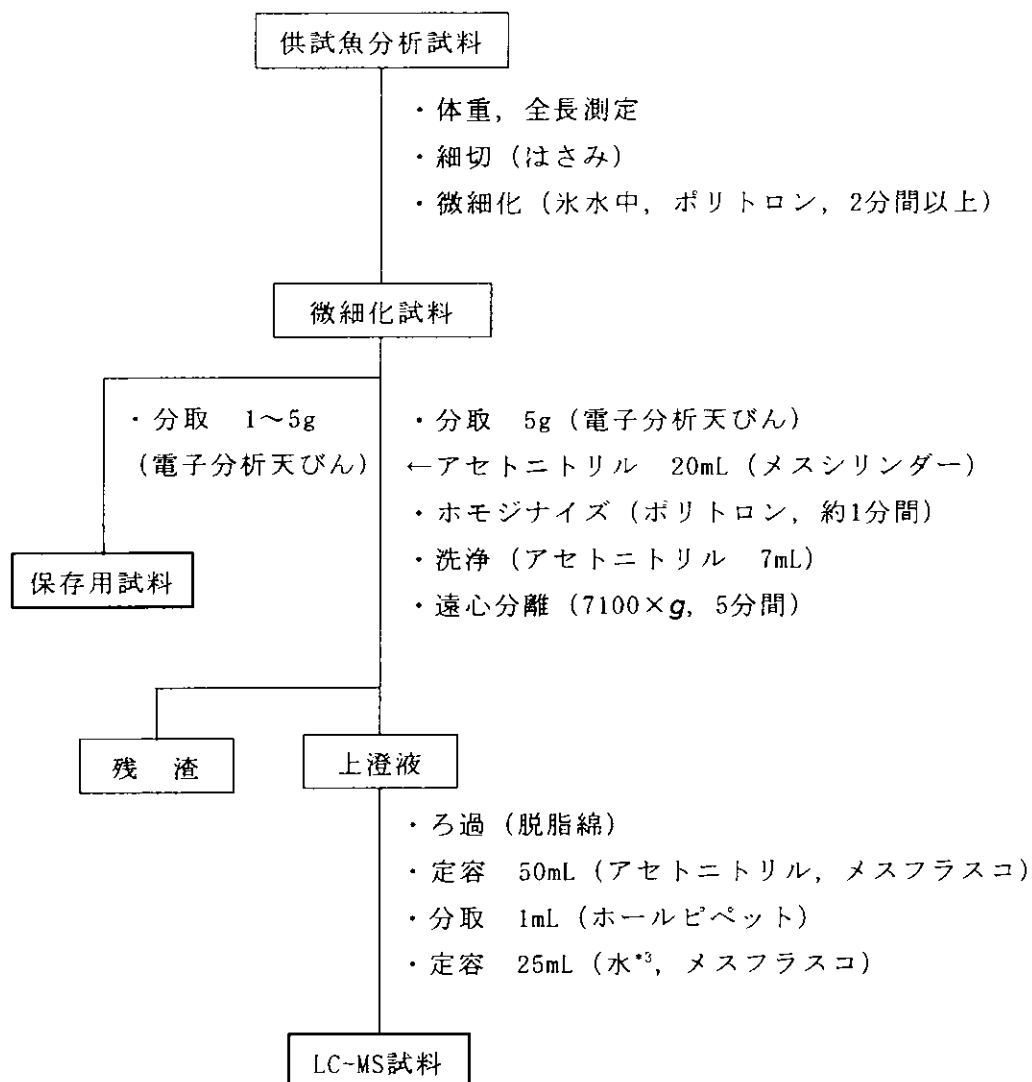 供試魚分析試料
・体重, 全長測定
・細切 (はさみ)
・微細化 (氷水中, ポリトロン, 2分間以上)
微細化試料
・分取 1～5g
(電子分析天びん)
・分取 5g (電子分析天びん)
←アセトニトリル 20mL (メスシリンダー)
・ホモジナイズ (ポリトロン, 約1分間)
・洗浄 (アセトニトリル 7mL)
・遠心分離 (7100×g, 5分間)
保存用試料
残 渣
上澄液
・ろ過 (脱脂綿)
・定容 50mL (アセトニトリル, メスフラスコ)
・分取 1mL (ホールピペット)
・定容 25mL (水*3, メスフラスコ)
LC-MS試料